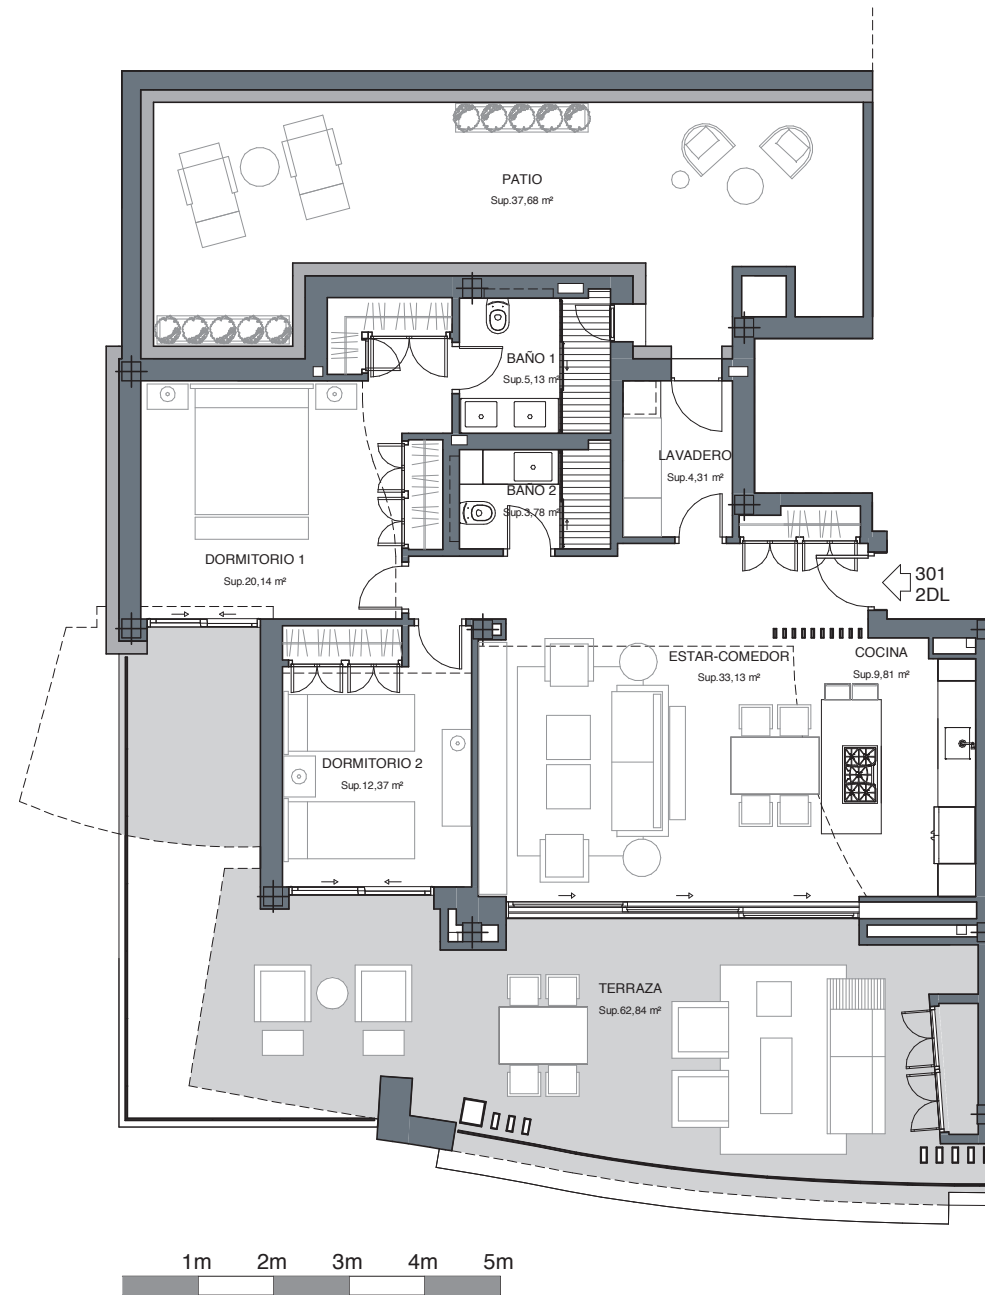 PATIO
Sup.37,68 m²
BAÑO 1
Sup.5,13 m²
LAVADERO
Sup.4,31 m²
BAÑO 2
Sup.3,78 m²
DORMITORIO 1
Sup.20,14 m²
301
2DL
ESTAR-COMEDOR
Sup.33,13 m²
COCINA
Sup.9,81 m²
DORMITORIO 2
Sup.12,37 m²
TERRAZA
Sup.62,84 m²
1m 2m 3m 4m 5m